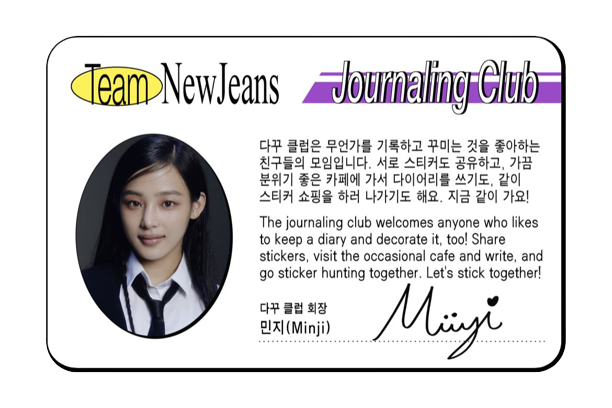 Team NewJeans
Journaling Club
다꾸 클럽은 무언가를 기록하고 꾸미는 것을 좋아하는
친구들의 모임입니다. 서로 스티커도 공유하고, 가끔
분위기 좋은 카페에 가서 다이어리를 쓰기도, 같이
스티커 쇼핑을 하러 나가기도 해요. 지금 같이 가요!
The journaling club welcomes anyone who likes
to keep a diary and decorate it, too! Share
stickers, visit the occasional cafe and write, and
go sticker hunting together. Let's stick together!
다꾸 클럽 회장
민지(Minji)